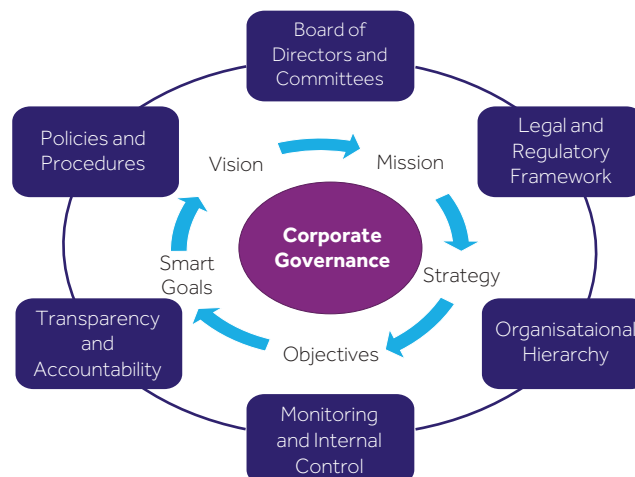 Board of
Directors and
Committees
Policies and
Procedures
Legal and
Regulatory
Framework
Vision
Mission
Corporate
Governance
Smart
Goals
Strategy
Transparency
and
Accountability
Organisataional
Hierarchy
Objectives
Monitoring
and Internal
Control